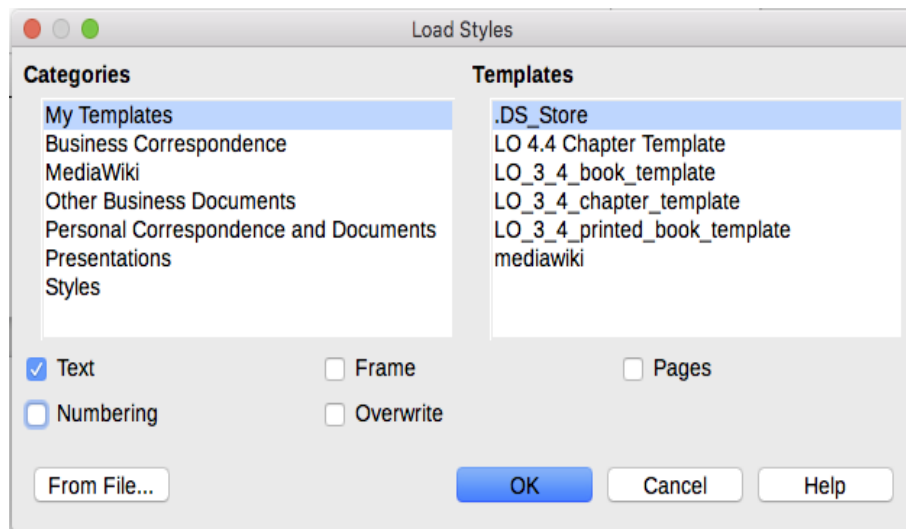 Load Styles
Categories
My Templates
Business Correspondence
MediaWiki
Other Business Documents
Personal Correspondence and Documents
Presentations
Styles
Templates
.DS_Store
LO 4.4 Chapter Template
LO_3_4_book_template
LO_3_4_chapter_template
LO_3_4_printed_book_template
mediawiki
Text
Frame
Pages
Numbering
Overwrite
From File...
OK
Cancel
Help